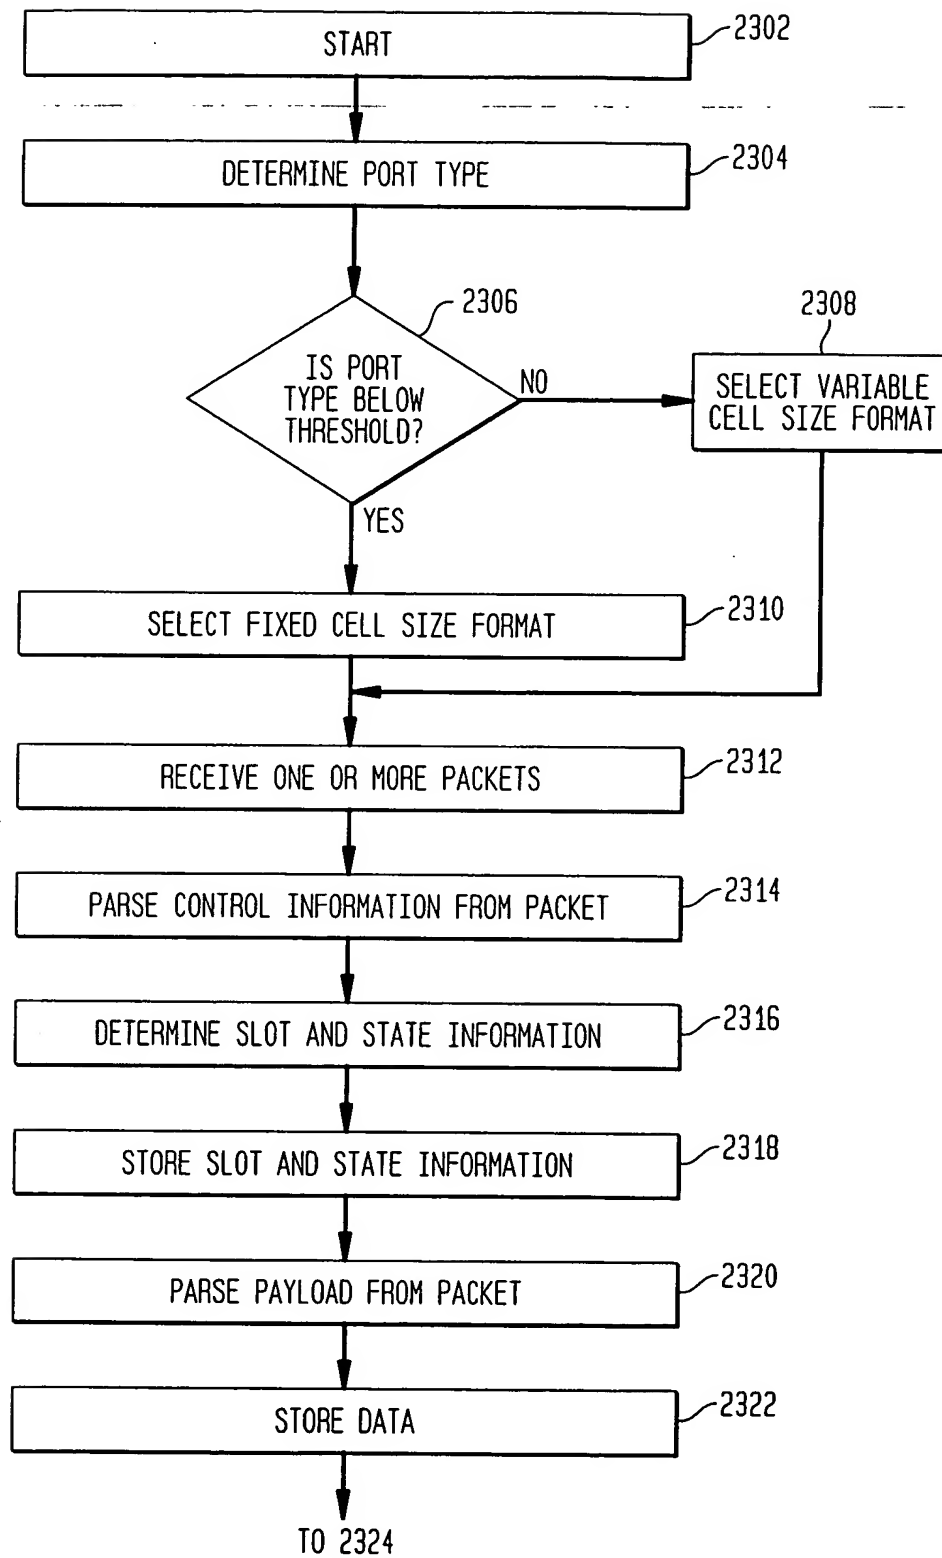 START
2302
DETERMINE PORT TYPE
2304
IS PORT
TYPE BELOW
THRESHOLD?
2306
NO
2308
SELECT VARIABLE
CELL SIZE FORMAT
YES
SELECT FIXED CELL SIZE FORMAT
2310
RECEIVE ONE OR MORE PACKETS
2312
PARSE CONTROL INFORMATION FROM PACKET
2314
DETERMINE SLOT AND STATE INFORMATION
2316
STORE SLOT AND STATE INFORMATION
2318
PARSE PAYLOAD FROM PACKET
2320
STORE DATA
2322
TO 2324